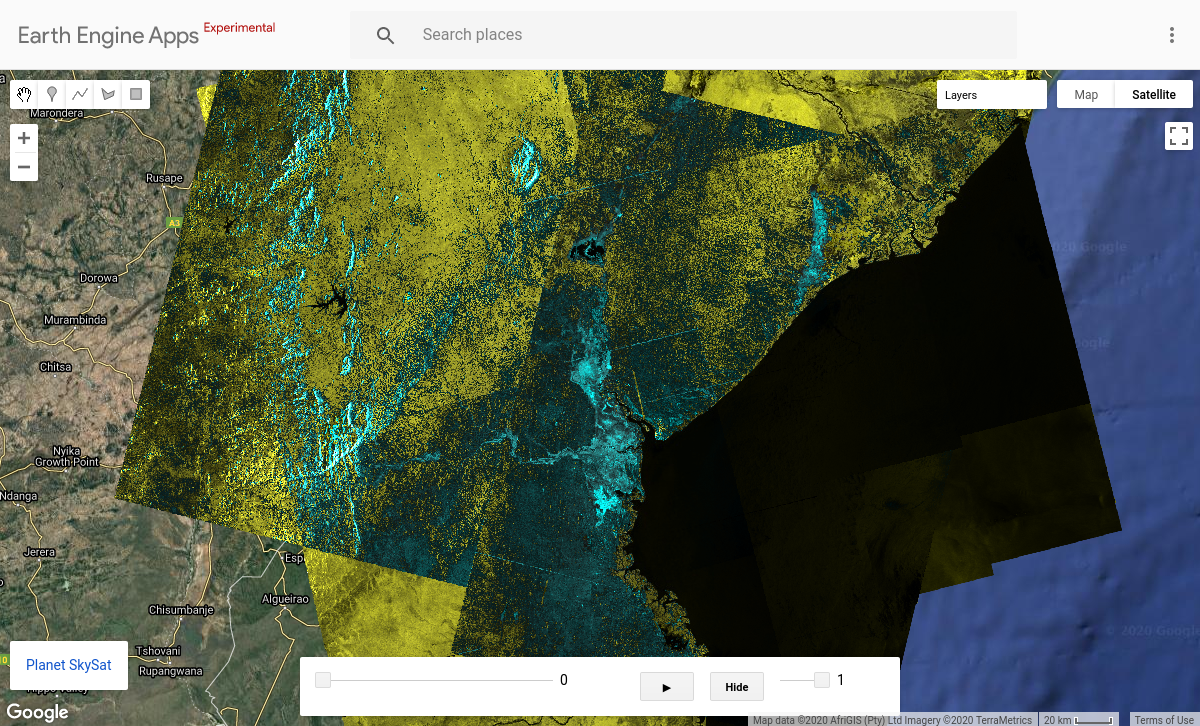 Earth Engine Apps Experimental
Search places
Layers
Map
Satellite
Marondera
Rusape
A3
Dorowa
Murambinda
Chitsa
Nyika
Growth Point
Ndanga
Jerera
Esp
Algueirao
Chisumbanje
Tshovani
Rupangwana
Planet SkySat
0
Hide
1
2020 Google
oogle
© 2020 Google
Google
Map data ©2020 AfriGIS (Pty) Ltd Imagery ©2020 TerraMetrics
20 km
Terms of Use